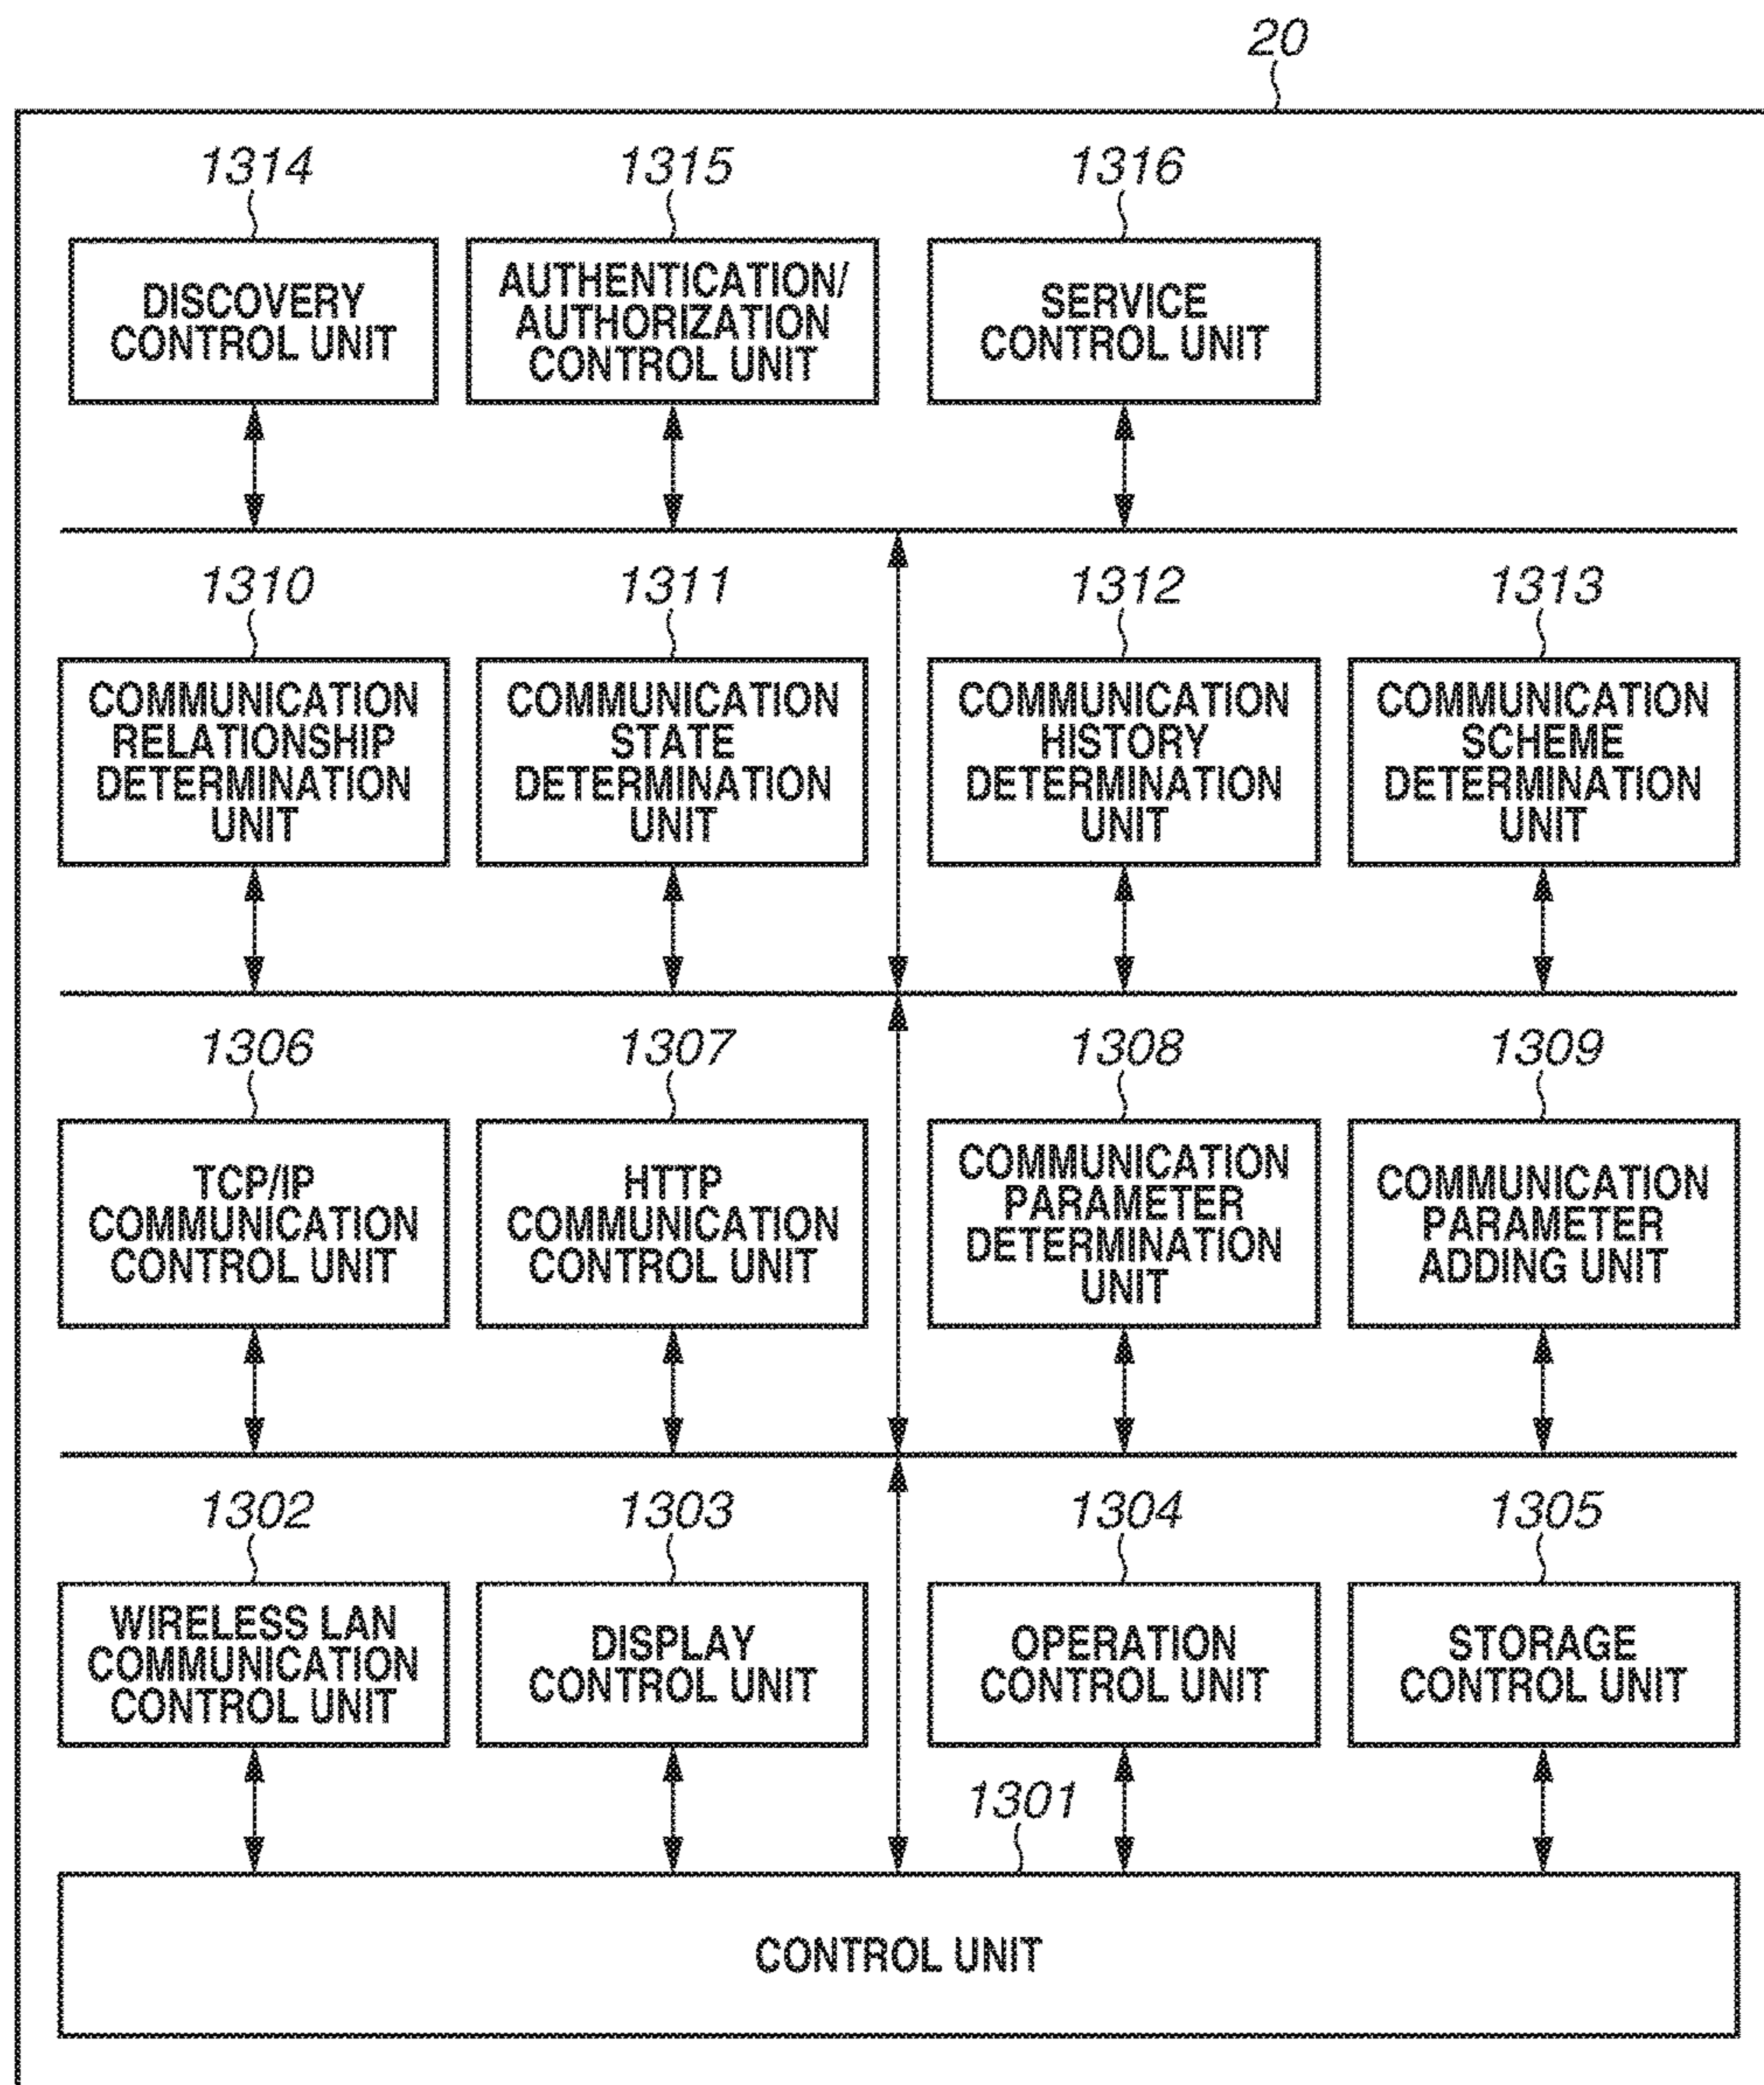 20
1314
1315
1316
DISCOVERY
CONTROL UNIT
AUTHENTICATION/
AUTHORIZATION
CONTROL UNIT
SERVICE
CONTROL UNIT
1310
1311
1312
1313
COMMUNICATION
RELATIONSHIP
DETERMINATION
UNIT
COMMUNICATION
STATE
DETERMINATION
UNIT
COMMUNICATION
HISTORY
DETERMINATION
UNIT
COMMUNICATION
SCHEME
DETERMINATION
UNIT
1306
1307
1308
1309
TCP/IP
COMMUNICATION
CONTROL UNIT
HTTP
COMMUNICATION
CONTROL UNIT
COMMUNICATION
PARAMETER
DETERMINATION
UNIT
COMMUNICATION
PARAMETER
ADDING UNIT
1302
1303
1304
1305
WIRELESS LAN
COMMUNICATION
CONTROL UNIT
DISPLAY
CONTROL UNIT
OPERATION
CONTROL UNIT
STORAGE
CONTROL UNIT
1301
CONTROL UNIT